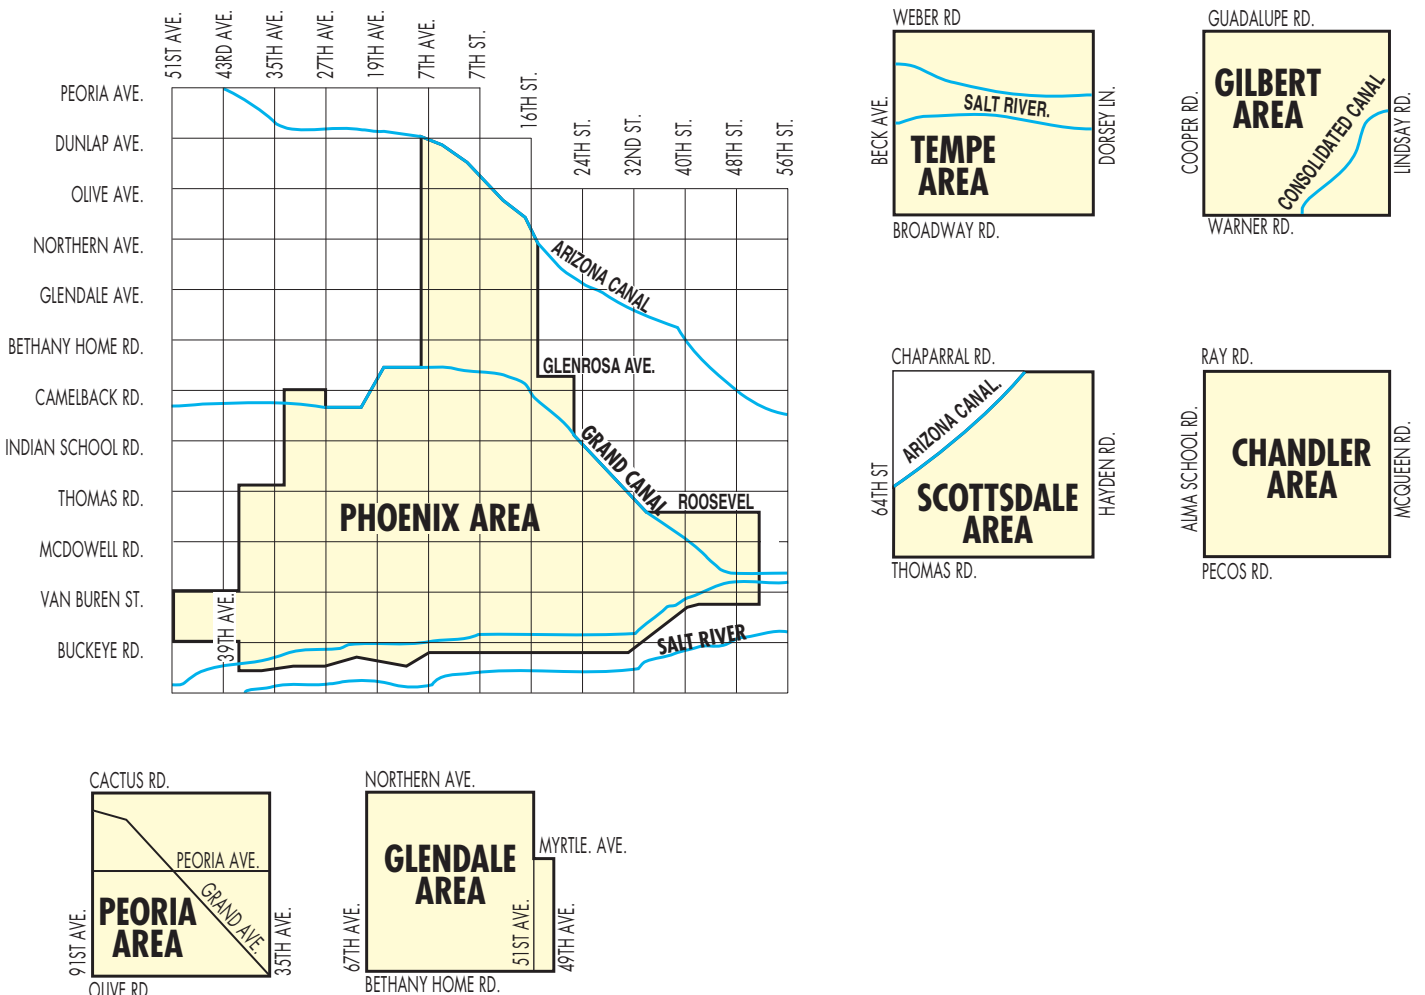 51ST AVE.
43RD AVE.
35TH AVE.
27TH AVE.
19TH AVE.
7TH AVE.
7TH ST.
16TH ST.
24TH ST.
32ND ST.
40TH ST.
48TH ST.
56TH ST.
PEORIA AVE.
DUNLAP AVE.
OLIVE AVE.
NORTHERN AVE.
GLENDALE AVE.
BETHANY HOME RD.
CAMELBACK RD.
INDIAN SCHOOL RD.
THOMAS RD.
MCDOWELL RD.
VAN BUREN ST.
BUCKEYE RD.
ARIZONA CANAL
GLENROSA AVE.
GRAND CANAL
ROOSEVEL
PHOENIX AREA
39TH AVE.
SALT RIVER
WEBER RD
BECK AVE.
SALT RIVER.
DORSEY LN.
TEMPE
AREA
BROADWAY RD.
GUADALUPE RD.
COOPER RD.
GILBERT
AREA
CONSOLIDATED CANAL
LINDSAY RD.
WARNER RD.
CHAPARRAL RD.
64TH ST
ARIZONA CANAL.
HAYDEN RD.
SCOTTSDALE
AREA
THOMAS RD.
RAY RD.
ALMA SCHOOL RD.
CHANDLER
AREA
MCQUEEN RD.
PECOS RD.
CACTUS RD.
91ST AVE.
PEORIA AVE.
GRAND AVE.
PEORIA
AREA
35TH AVE.
OLIVE RD
NORTHERN AVE.
67TH AVE.
GLENDALE
AREA
MYRTLE. AVE.
51ST AVE.
49TH AVE.
BETHANY HOME RD.